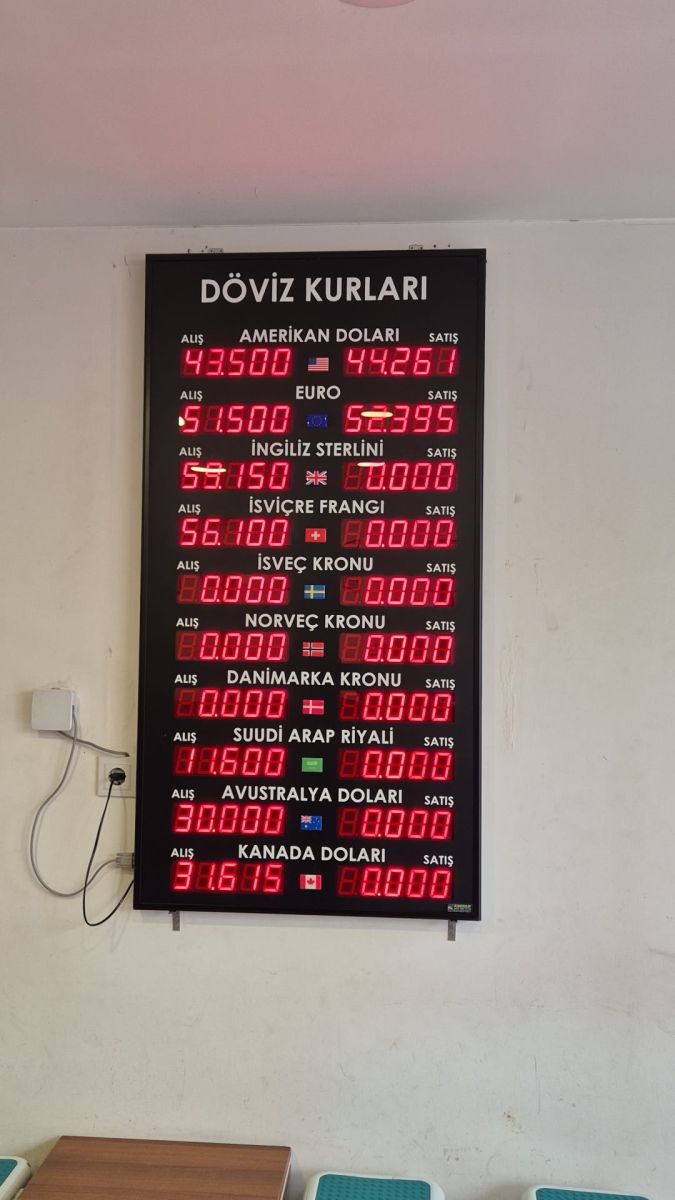 DÖVİZ KURLARI
ALIŞ AMERİKAN DOLARI SATIŞ
43.500 44.261
ALIŞ EURO SATIŞ
51.500 52.395
ALIŞ İNGİLİZ STERLİNİ SATIŞ
59.150 0.000
ALIŞ İSVİÇRE FRANGI SATIŞ
56.100 0.000
ALIŞ İSVEÇ KRONU SATIŞ
0.000 0.000
ALIŞ NORVEÇ KRONU SATIŞ
0.000 0.000
ALIŞ DANİMARKA KRONU SATIŞ
0.000 0.000
ALIŞ SUUDİ ARAP RİYALİ SATIŞ
11.600 0.000
ALIŞ AVUSTRALYA DOLARI SATIŞ
30.000 0.000
ALIŞ KANADA DOLARI SATIŞ
31.615 0.000